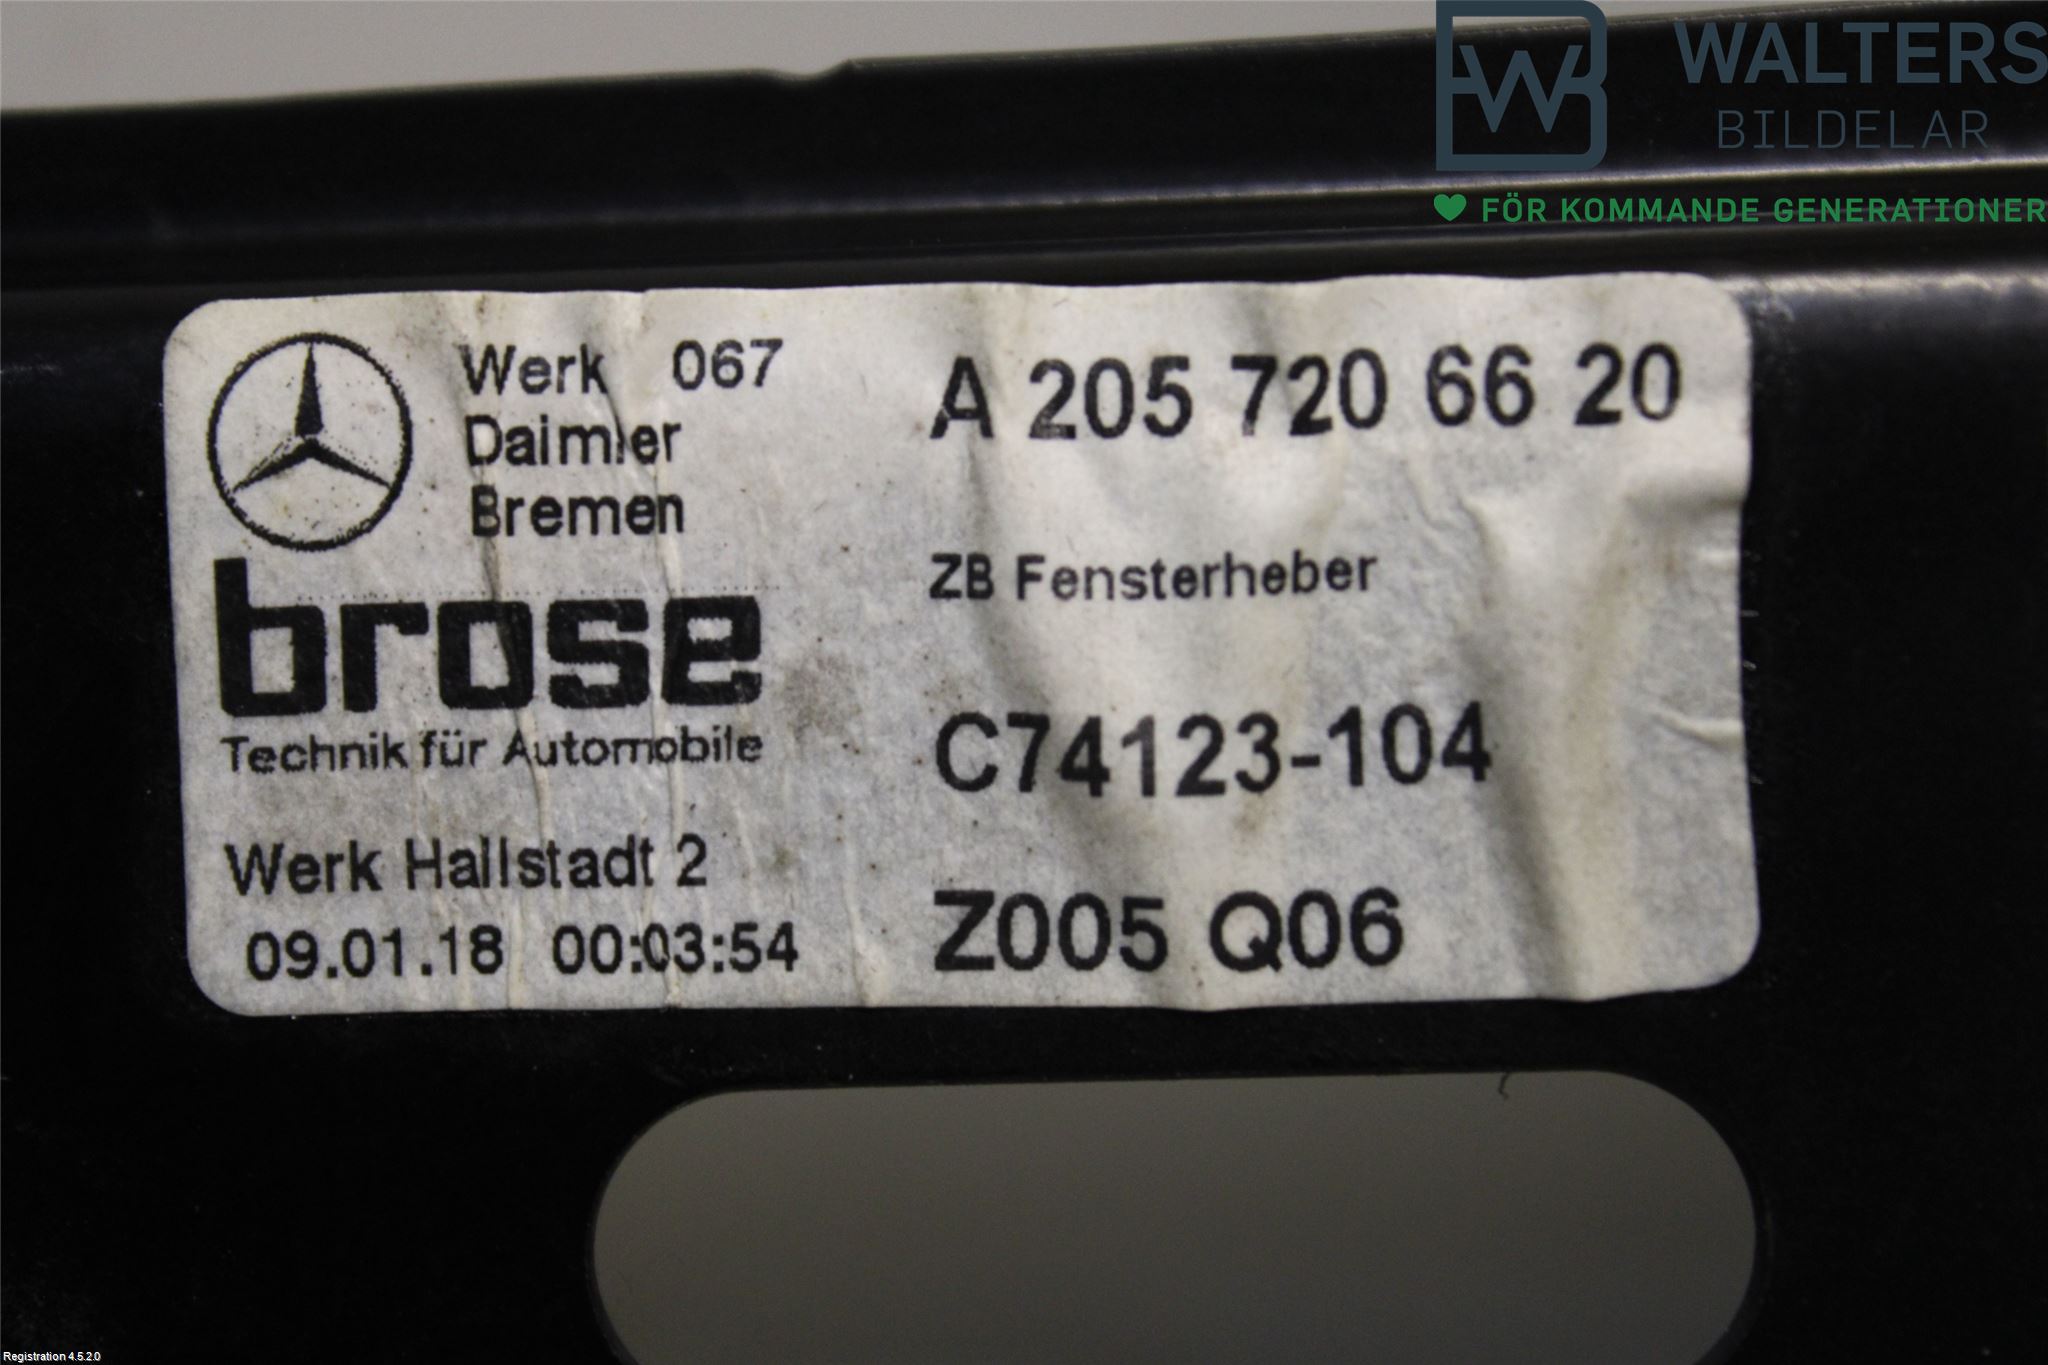 WALTERS
BILDELAR
FÖR KOMMANDE GENERATIONER
Werk 067
Daimler
Bremen
brose
Technik für Automobile
Werk Hallstadt 2
09.01.18 00:03:54
A 205 720 66 20
ZB Fensterheber
C74123-104
Z005 Q06
Registration 4.5.2.0